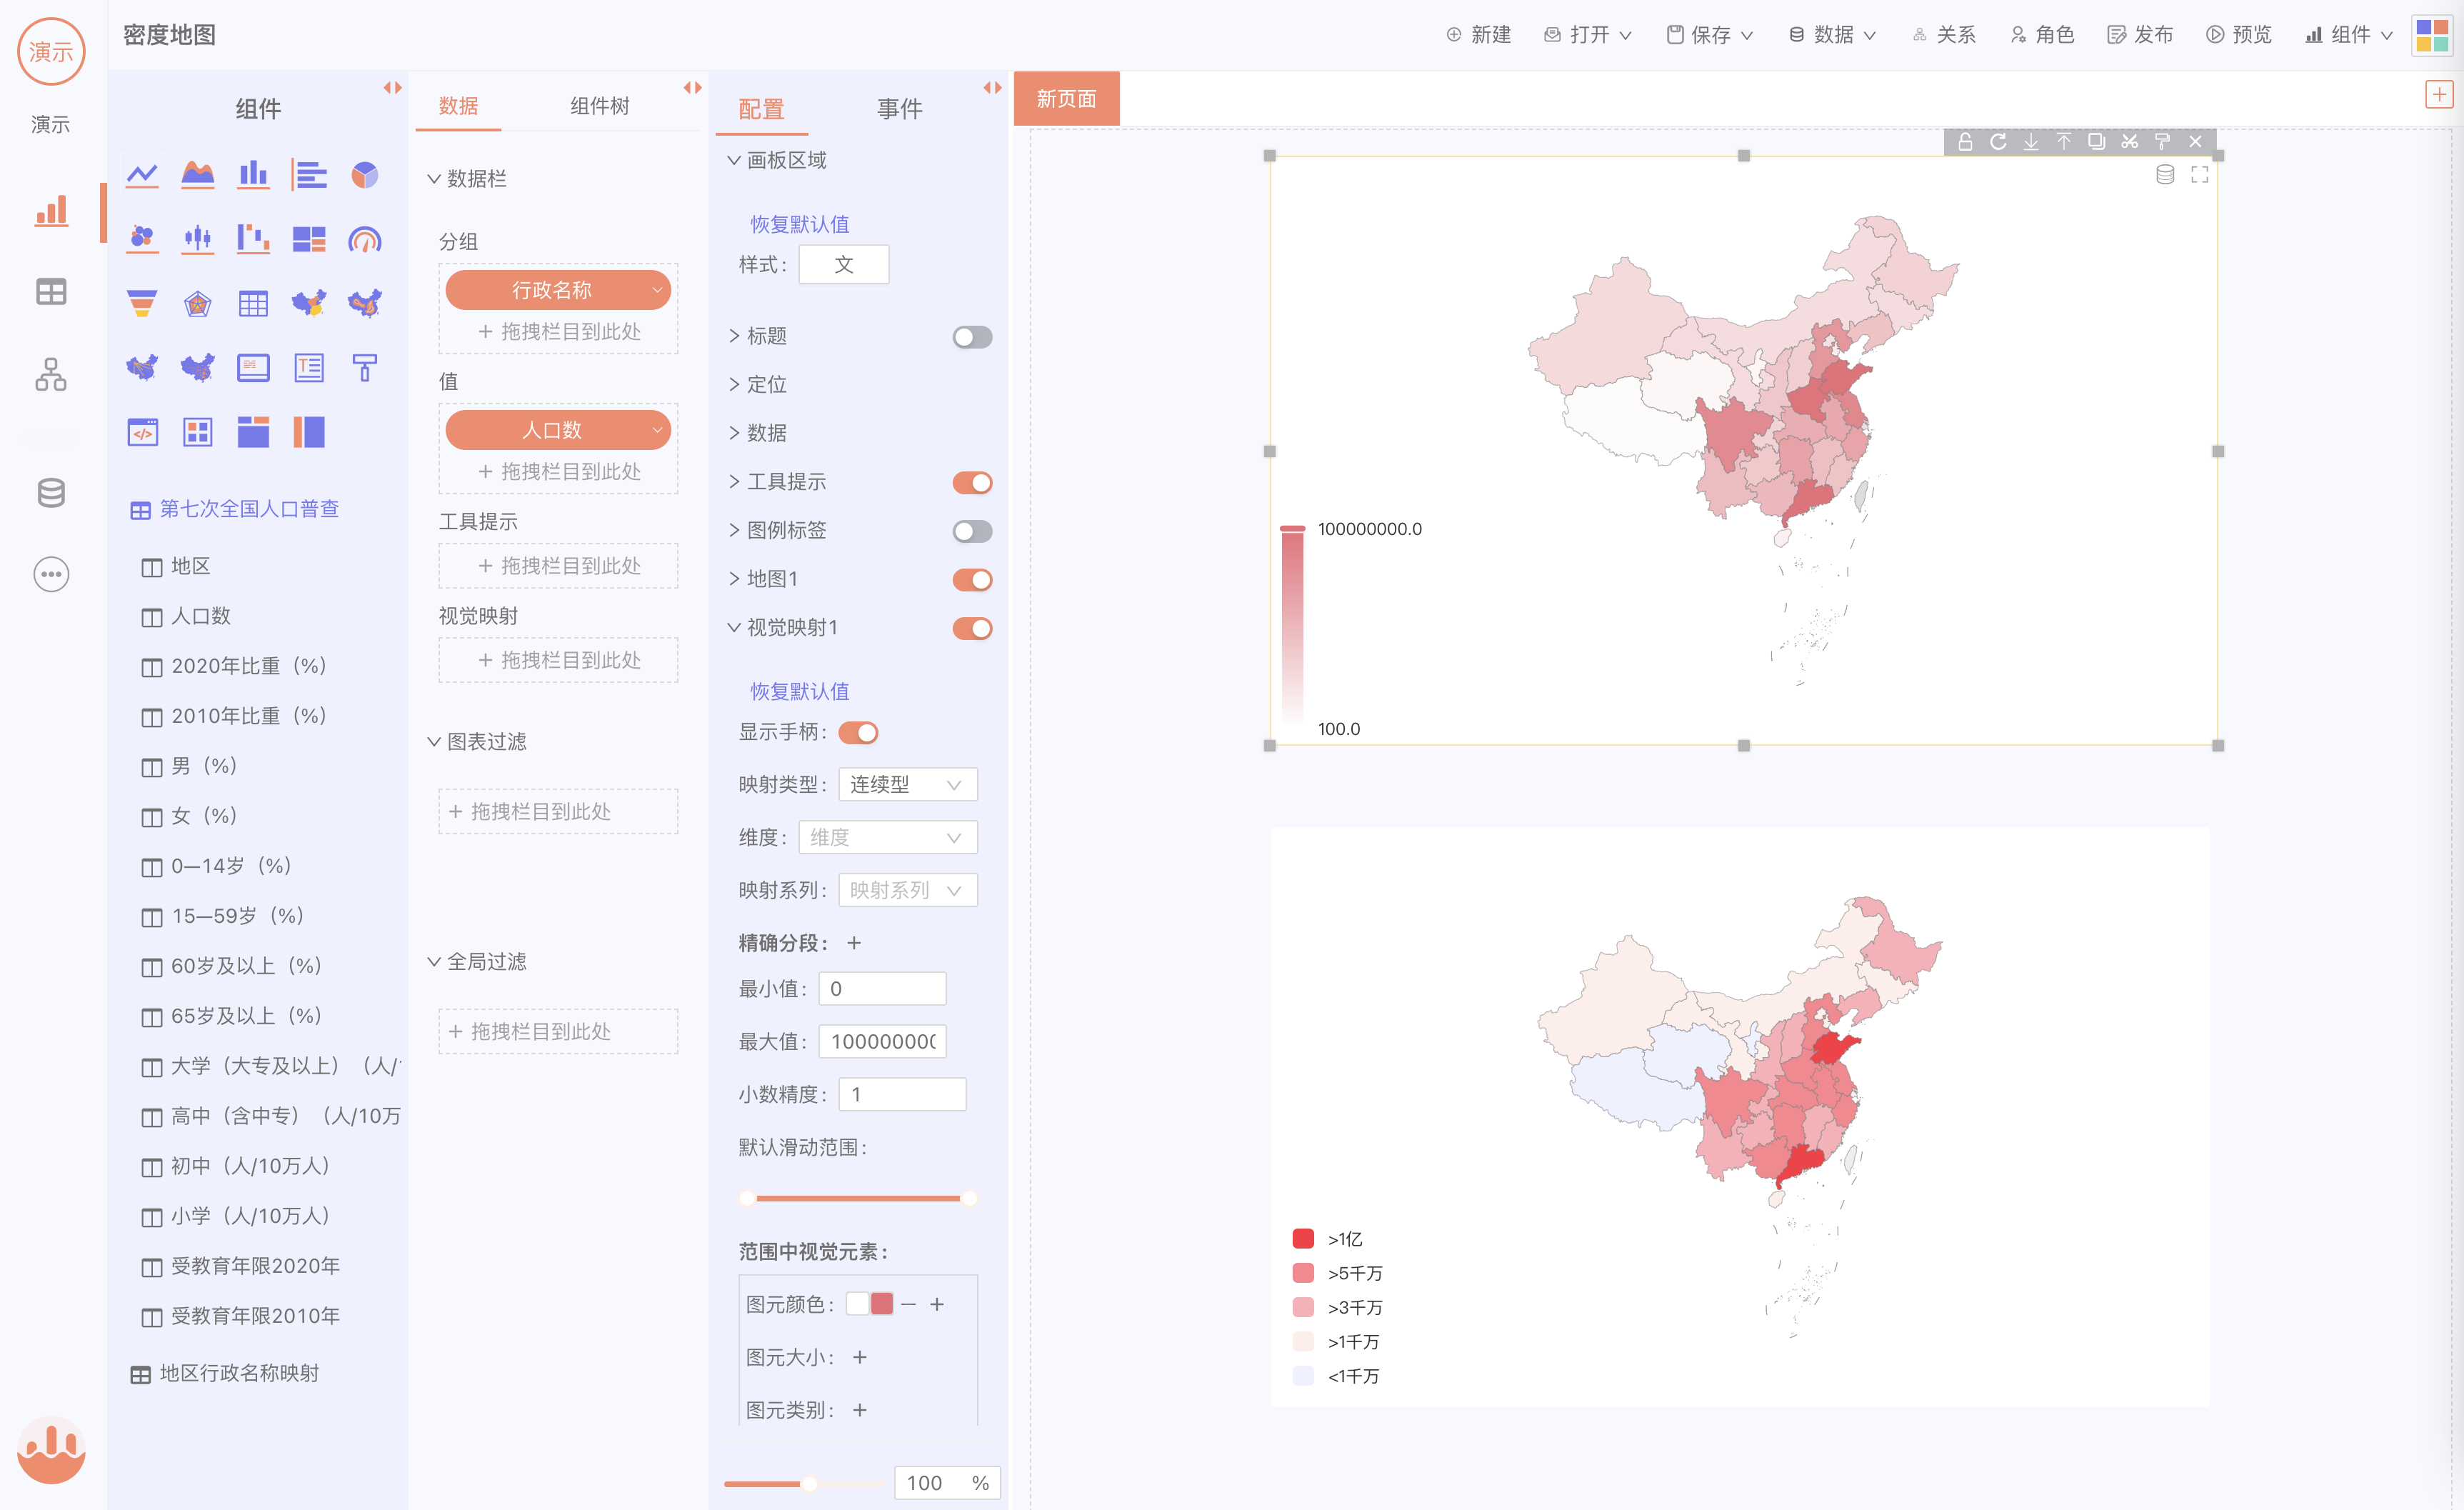 演示
密度地图
新建
打开
保存
数据
关系
角色
发布
预览
组件
演示
组件
第七次全国人口普查
地区
人口数
2020年比重（%）
2010年比重（%）
男（%）
女（%）
0—14岁（%）
15—59岁（%）
60岁及以上（%）
65岁及以上（%）
大学（大专及以上）（人/
高中（含中专）（人/10万
初中（人/10万人）
小学（人/10万人）
受教育年限2020年
受教育年限2010年
地区行政名称映射
数据
组件树
数据栏
分组
行政名称
+ 拖拽栏目到此处
值
人口数
+ 拖拽栏目到此处
工具提示
+ 拖拽栏目到此处
视觉映射
+ 拖拽栏目到此处
图表过滤
+ 拖拽栏目到此处
全局过滤
+ 拖拽栏目到此处
配置
事件
画板区域
恢复默认值
样式: 文
标题
定位
数据
工具提示
图例标签
地图1
视觉映射1
恢复默认值
显示手柄:
映射类型: 连续型
维度: 维度
映射系列: 映射系列
精确分段: +
最小值: 0
最大值: 100000000
小数精度: 1
默认滑动范围:
范围中视觉元素:
图元颜色: — +
图元大小: +
图元类别: +
100 %
新页面
100000000.0
100.0
>1亿
>5千万
>3千万
>1千万
<1千万